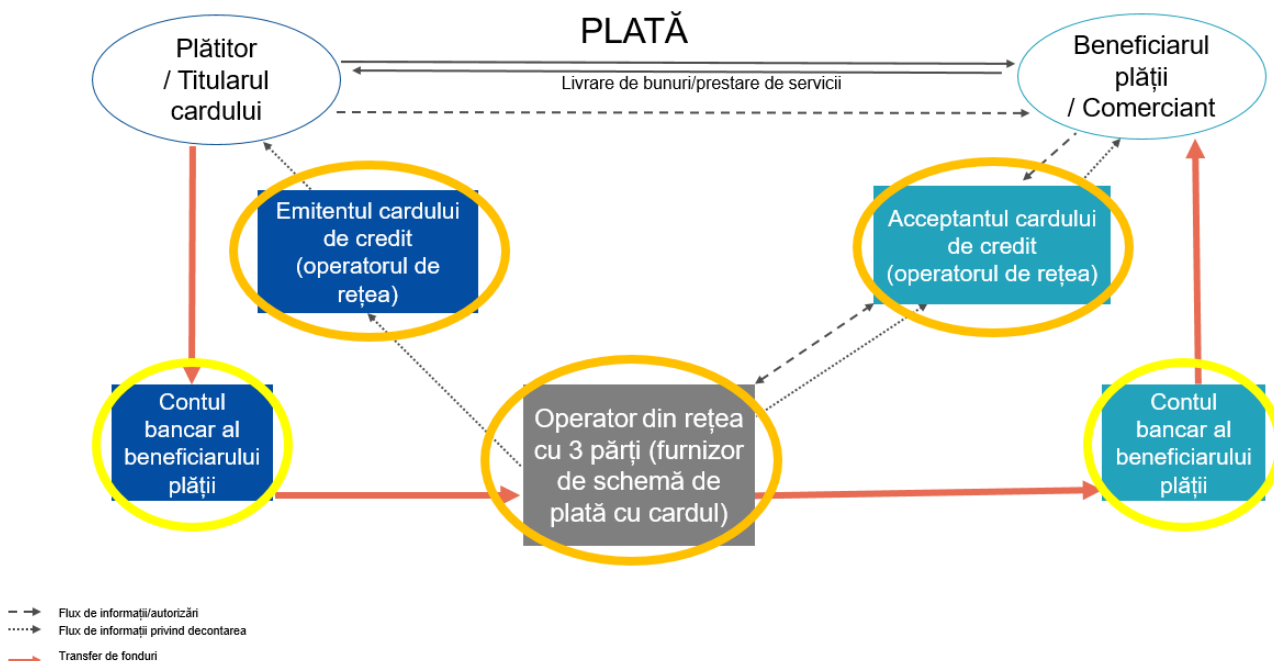 PLATĂ
Plătitor
/ Titularul
cardului
Livrare de bunuri/prestare de servicii
Beneficiarul
plății
/ Comerciant
Emitentul cardului
de credit
(operatorul de
rețea)
Acceptantul cardului
de credit
(operatorul de rețea)
Contul
bancar al
beneficiarului
plății
Operator din rețea
cu 3 părți (furnizor
de schemă de
plată cu cardul)
Contul
bancar al
beneficiarului
plății
Flux de informații/autorizări
Flux de informații privind decontarea
Transfer de fonduri